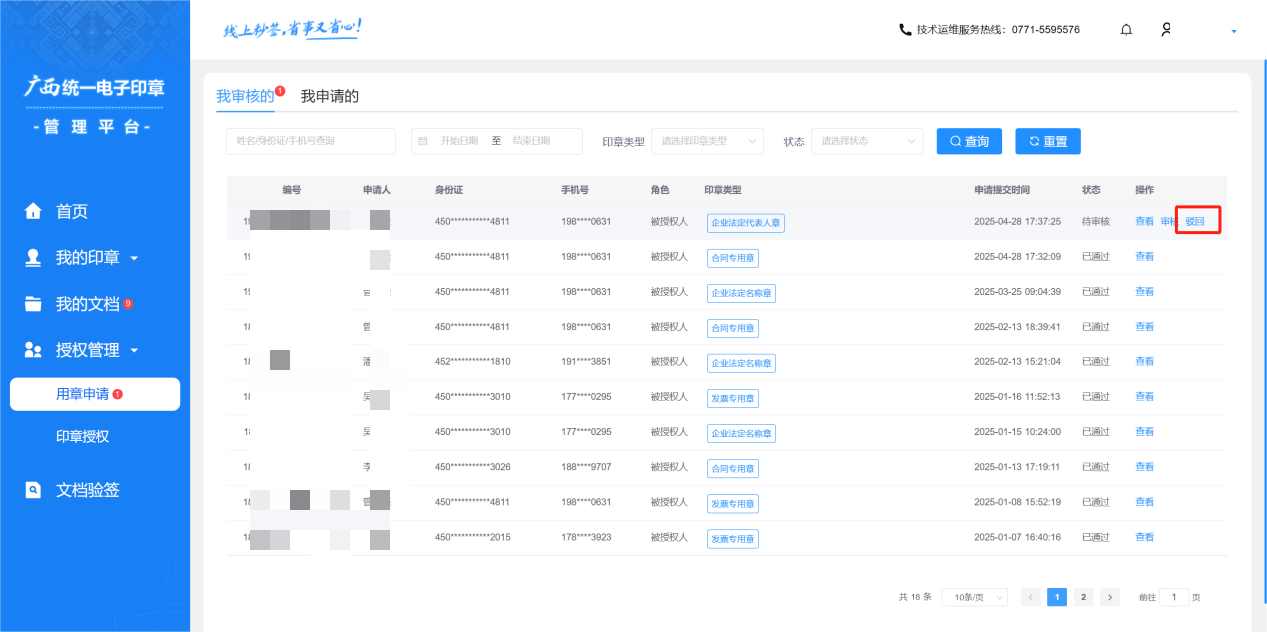 线上秒签,省事又省心!
技术运维服务热线: 0771-5595576
广西统一电子印章
-管理平台-
首页
我的印章
我的文档 9
授权管理
用章申请 1
印章授权
文档验签
我审核的 1 我申请的
姓名/身份证/手机号查询 开始日期 至 结束日期 印章类型 请选择印章类型 状态 请选择状态 查询 重置
编号 申请人 身份证 手机号 角色 印章类型 申请提交时间 状态 操作
450***********4811 198****0631 被授权人 企业法定代表人章 2025-04-28 17:37:25 待审核 查看 审核 驳回
450***********4811 198****0631 被授权人 合同专用章 2025-04-28 17:32:09 已通过 查看
450***********4811 198****0631 被授权人 企业法定名称章 2025-03-25 09:04:39 已通过 查看
18 曾 450***********4811 198****0631 被授权人 合同专用章 2025-02-13 18:39:41 已通过 查看
18 潘 452***********1810 191****3851 被授权人 企业法定名称章 2025-02-13 15:21:04 已通过 查看
18 吴 450***********3010 177****0295 被授权人 发票专用章 2025-01-16 11:52:13 已通过 查看
18 吴 450***********3010 177****0295 被授权人 企业法定名称章 2025-01-15 10:24:00 已通过 查看
18 李 450***********3026 188****9707 被授权人 合同专用章 2025-01-13 17:19:11 已通过 查看
18 曾 450***********4811 198****0631 被授权人 发票专用章 2025-01-08 15:52:19 已通过 查看
18 450***********2015 178****3923 被授权人 发票专用章 2025-01-07 16:40:16 已通过 查看
共 18 条 10条/页 < 1 2 > 前往 1 页